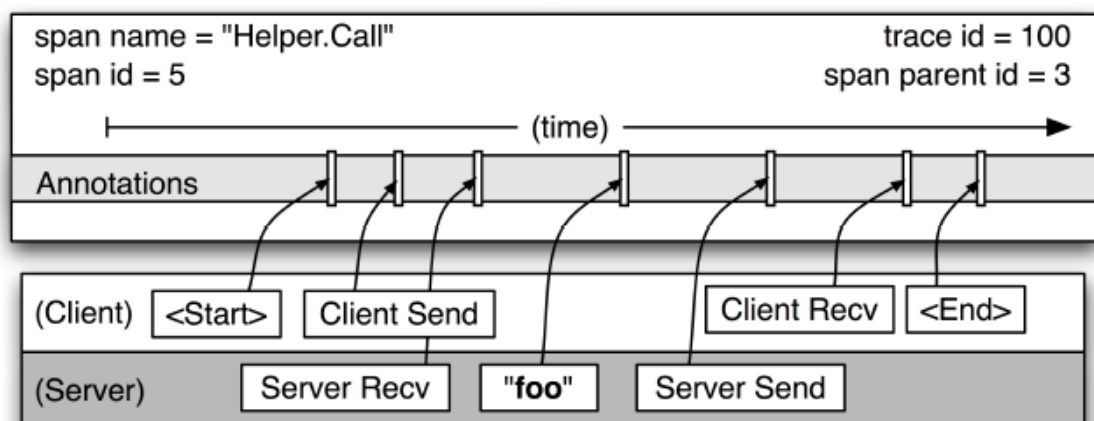 span name = "Helper.Call"
trace id = 100
span id = 5
span parent id = 3
(time)
Annotations
(Client)
<Start>
Client Send
Client Recv
<End>
(Server)
Server Recv
"foo"
Server Send